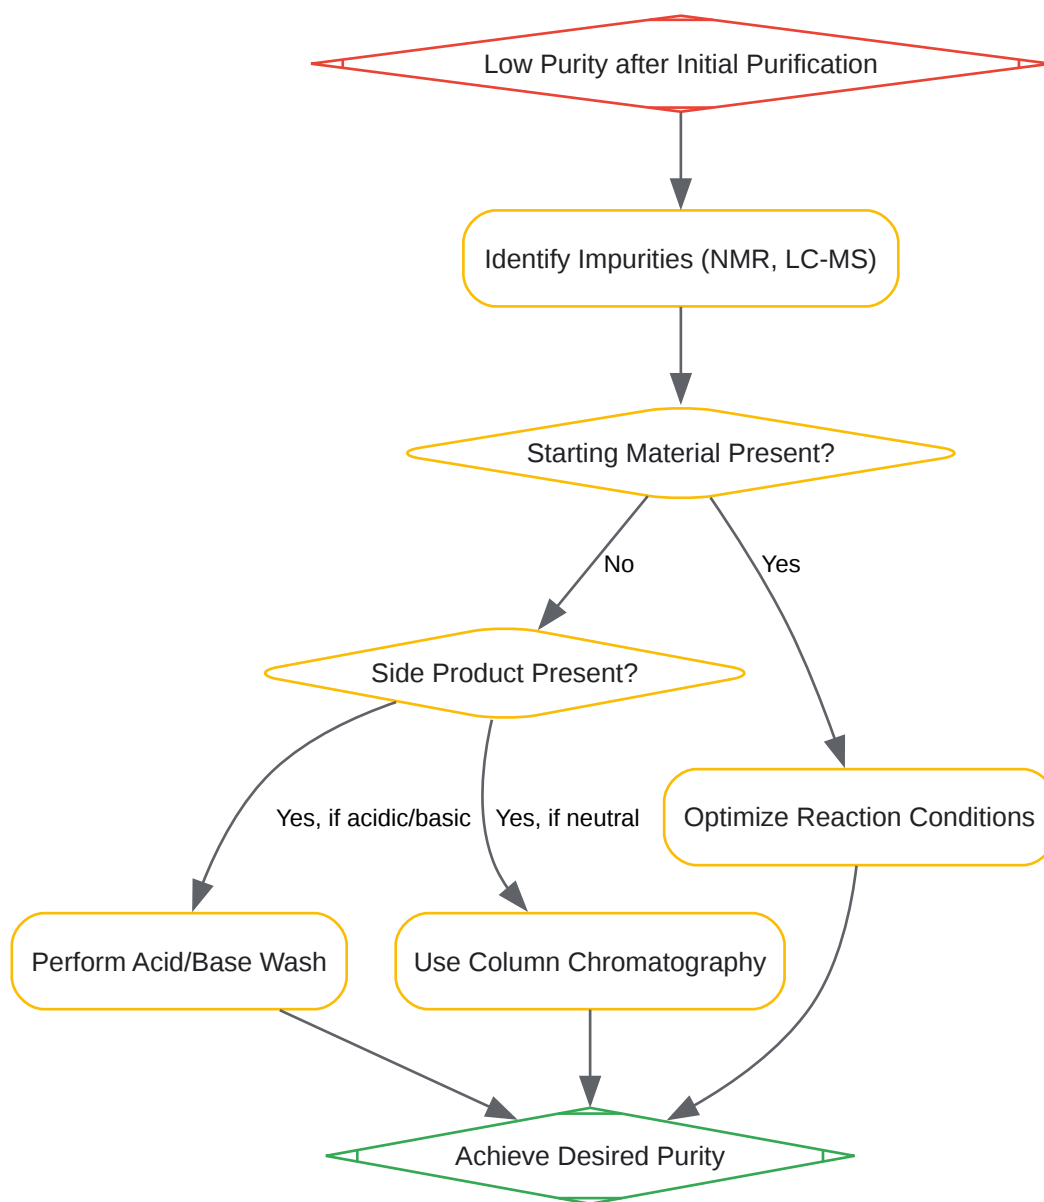 Low Purity after Initial Purification
Identify Impurities (NMR, LC-MS)
Starting Material Present?
No
Yes
Side Product Present?
Yes, if acidic/basic
Yes, if neutral
Optimize Reaction Conditions
Perform Acid/Base Wash
Use Column Chromatography
Achieve Desired Purity